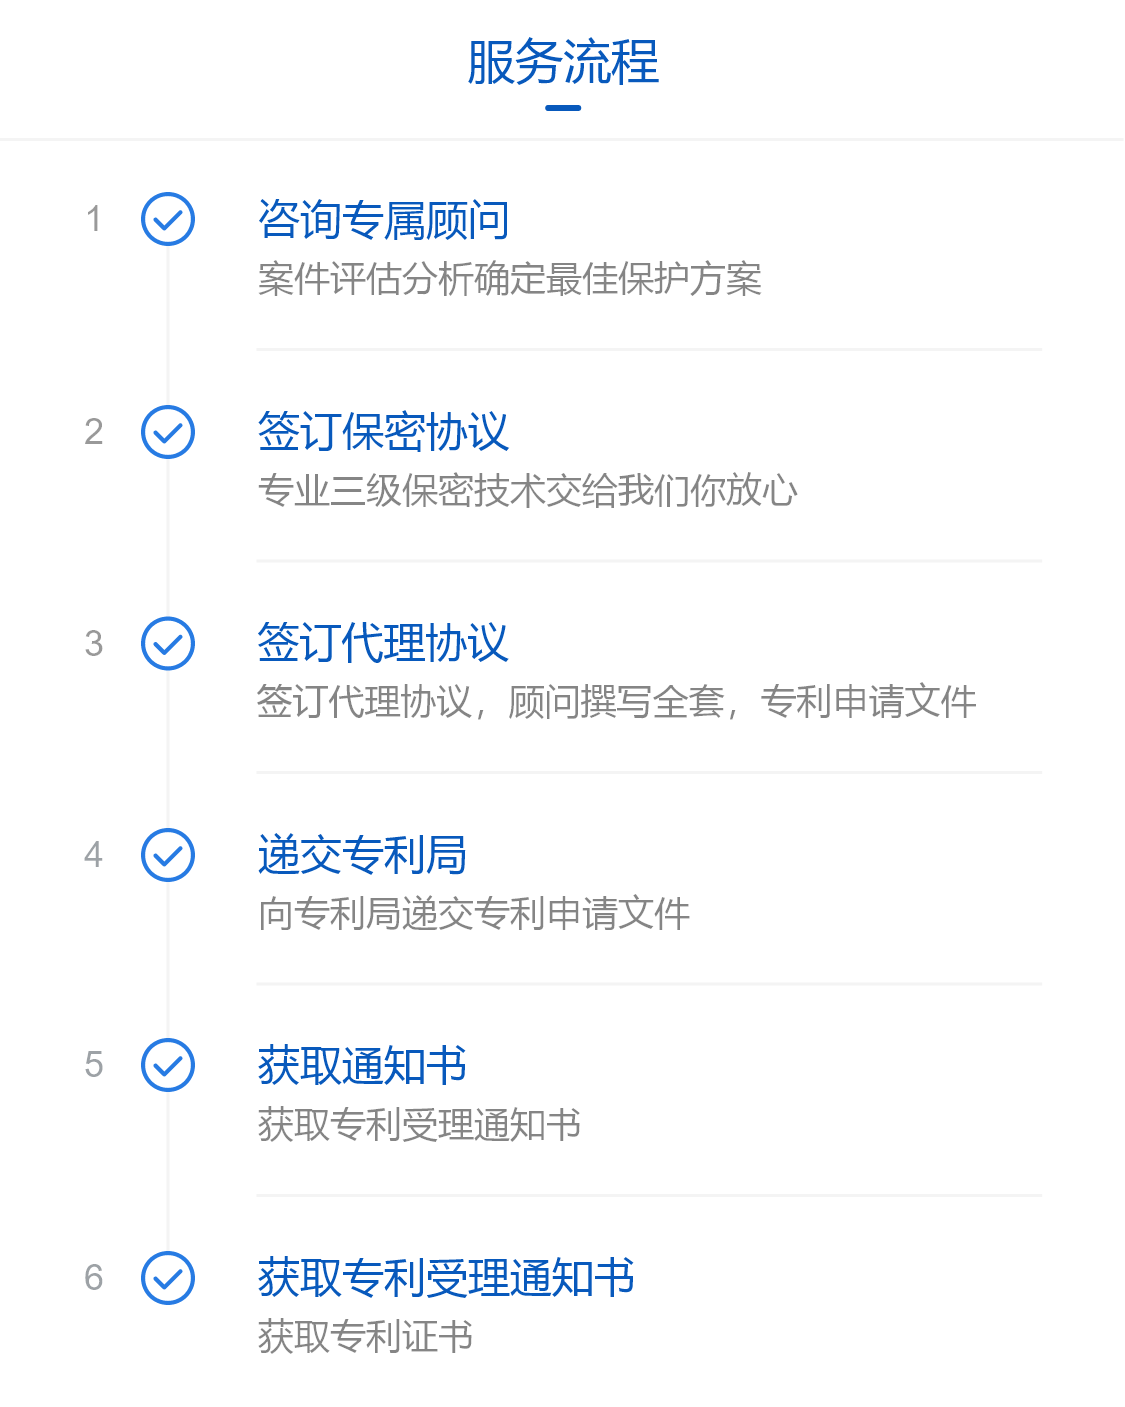 服务流程
1
咨询专属顾问
案件评估分析确定最佳保护方案
2
签订保密协议
专业三级保密技术交给我们你放心
3
签订代理协议
签订代理协议，顾问撰写全套，专利申请文件
4
递交专利局
向专利局递交专利申请文件
5
获取通知书
获取专利受理通知书
6
获取专利受理通知书
获取专利证书